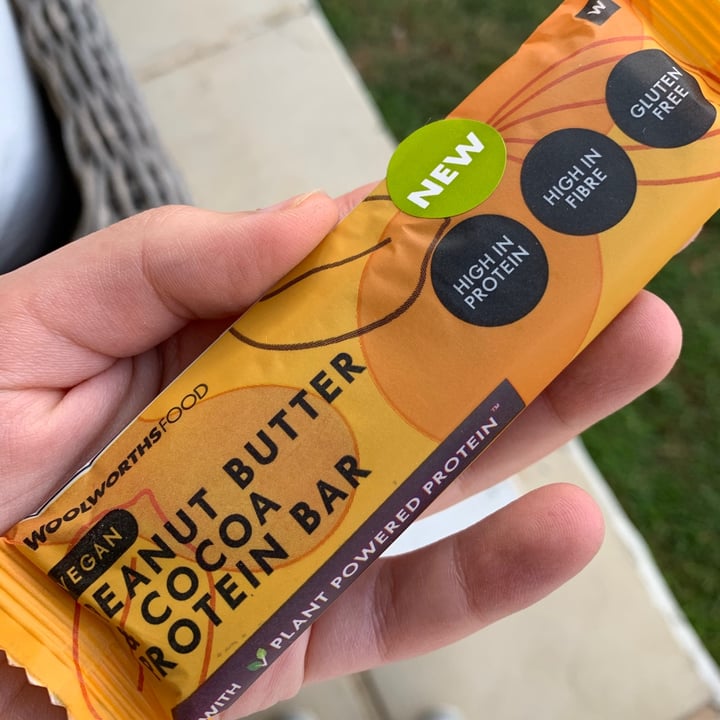 W
GLUTEN
FREE
HIGH IN
FIBRE
NEW
HIGH IN
PROTEIN
WOOLWORTHSFOOD
VEGAN
PEANUT BUTTER
& COCOA
PROTEIN BAR
WITH PLANT POWERED PROTEIN™